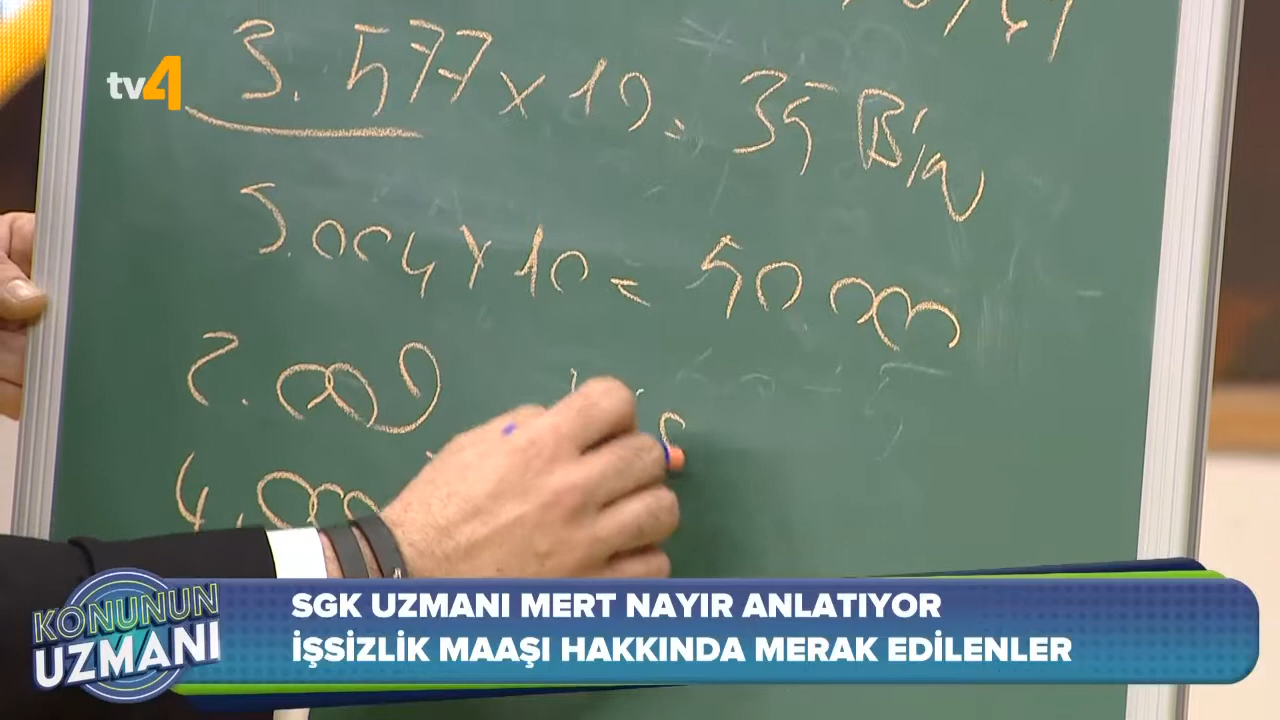 tv4
3.577 x 10 = 35 Bin
5.004 x 10 = 50 000
2.000
4.000
KONUNUN
UZMANI
SGK UZMANI MERT NAYIR ANLATIYOR
İŞSİZLİK MAAŞI HAKKINDA MERAK EDİLENLER